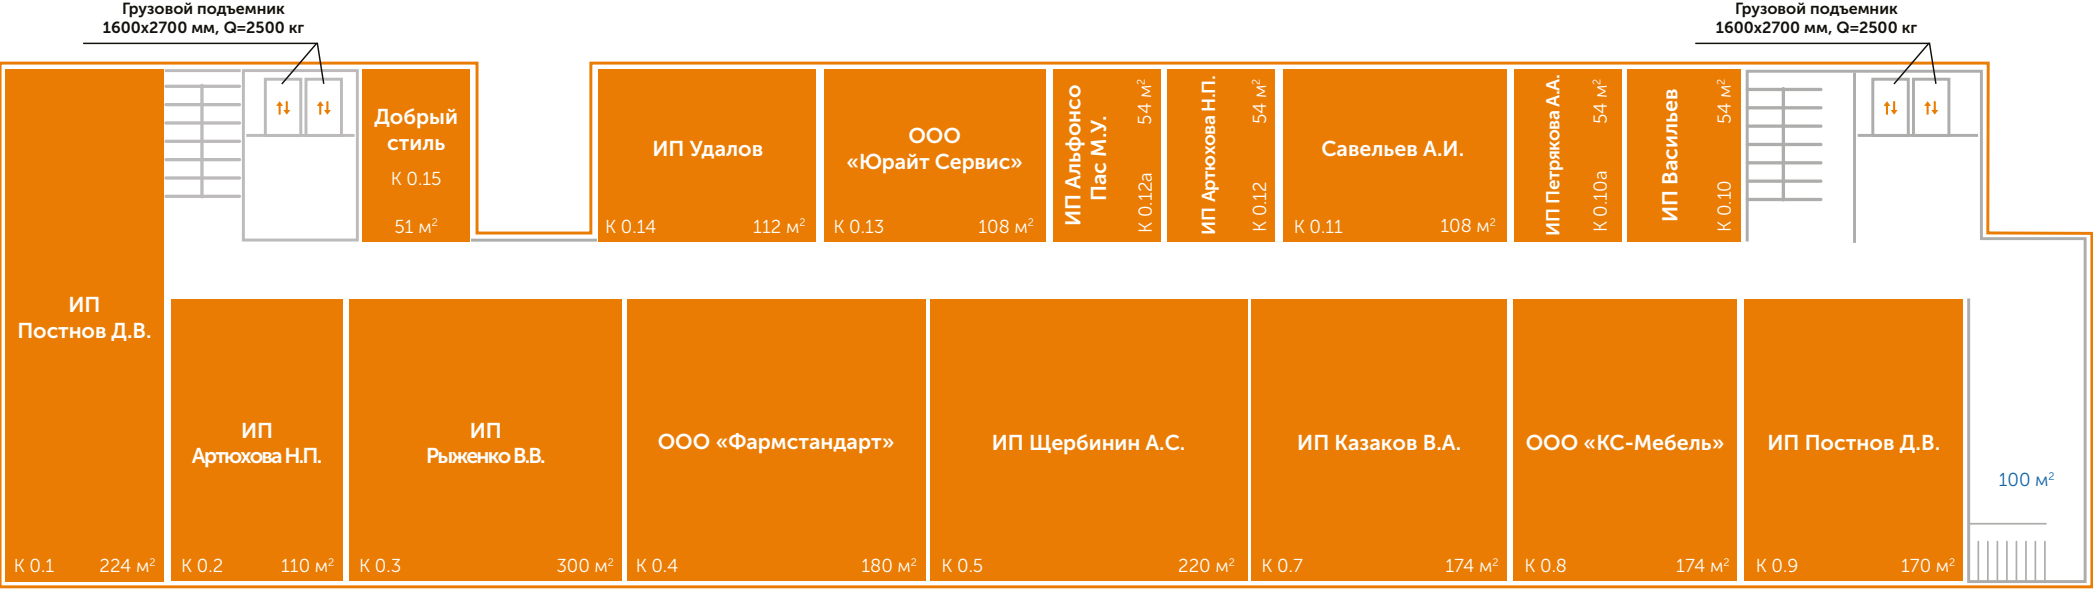 Грузовой подъемник
1600х2700 мм, Q=2500 кг
Грузовой подъемник
1600х2700 мм, Q=2500 кг
Добрый
стиль
К 0.15
51 м²
ИП Удалов
К 0.14 112 м²
ООО
«Юрайт Сервис»
К 0.13 108 м²
ИП Альфонсо
Пас М.У.
К 0.12а 54 м²
ИП Артюхова Н.П.
К 0.12 54 м²
Савельев А.И.
К 0.11 108 м²
ИП Петрякова А.А.
К 0.10а 54 м²
ИП Васильев
К 0.10 54 м²
ИП
Постнов Д.В.
К 0.1 224 м²
ИП
Артюхова Н.П.
К 0.2 110 м²
ИП
Рыженко В.В.
К 0.3 300 м²
ООО «Фармстандарт»
К 0.4 180 м²
ИП Щербинин А.С.
К 0.5 220 м²
ИП Казаков В.А.
К 0.7 174 м²
ООО «КС-Мебель»
К 0.8 174 м²
ИП Постнов Д.В.
К 0.9 170 м²
100 м²